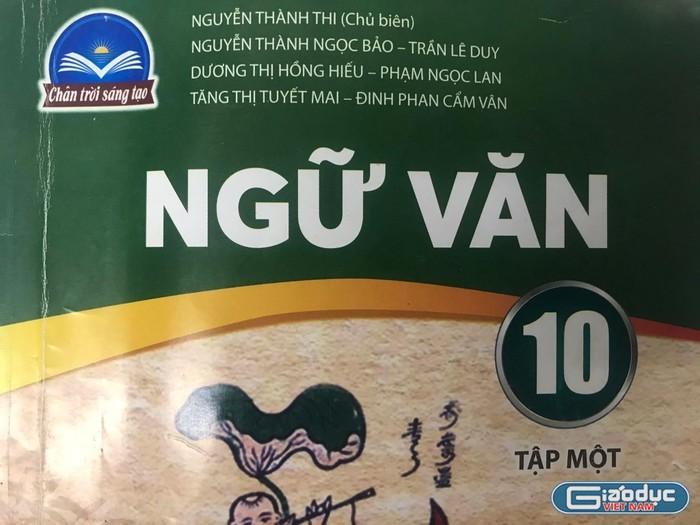 NGUYỄN THÀNH THI (Chủ biên)
NGUYỄN THÀNH NGỌC BẢO – TRẦN LÊ DUY
DƯƠNG THỊ HỒNG HIẾU – PHẠM NGỌC LAN
TĂNG THỊ TUYẾT MAI – ĐINH PHAN CẨM VÂN
Chân trời sáng tạo
NGỮ VĂN
10
TẬP MỘT
Giáodục
VIỆT NAM